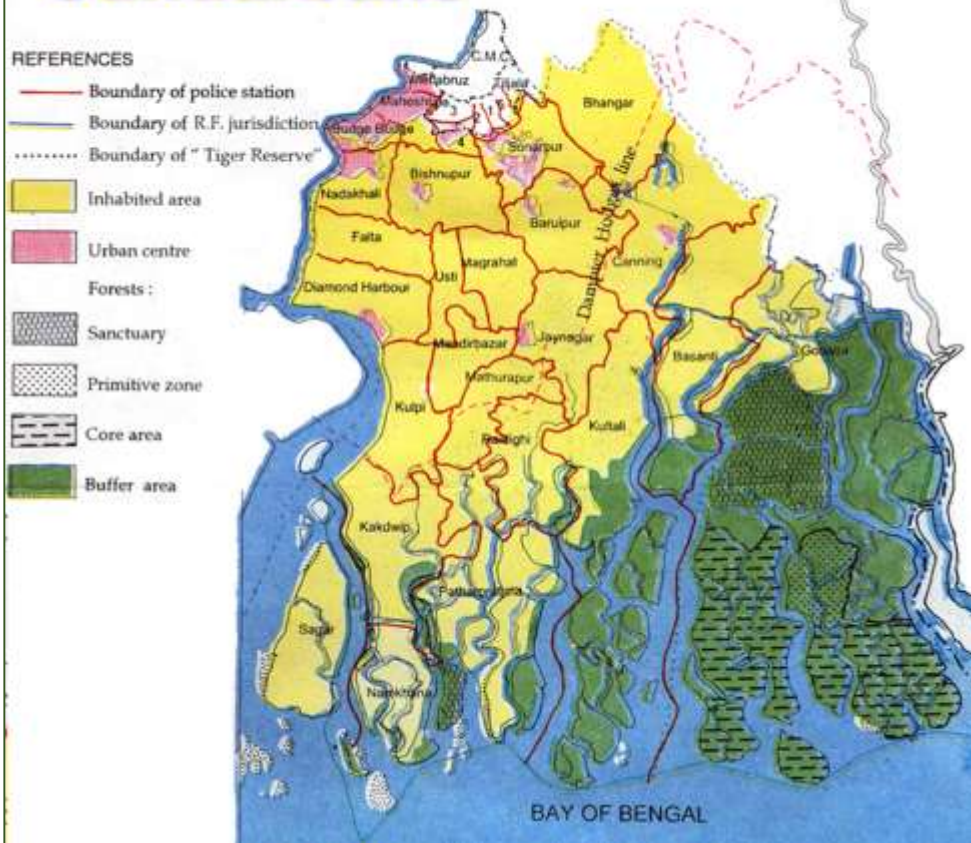 REFERENCES
Boundary of police station
Boundary of R.F. jurisdiction
Boundary of " Tiger Reserve"
Inhabited area
Urban centre
Forests :
Sanctuary
Primitive zone
Core area
Buffer area
C.M.C.
Bhangar
Budge Budge
4
Sonarpur
Bishnupur
Nadakhali
Baruipur
Falta
Dampier Hodges line
Canning
Usti
Magrahat
Diamond Harbour
Mandirbazar
Jaynagar
Basanti
Gosaba
Mathurapur
Kulpi
Raidighi
Kultali
Kakdwip
Sagar
Namkhana
BAY OF BENGAL